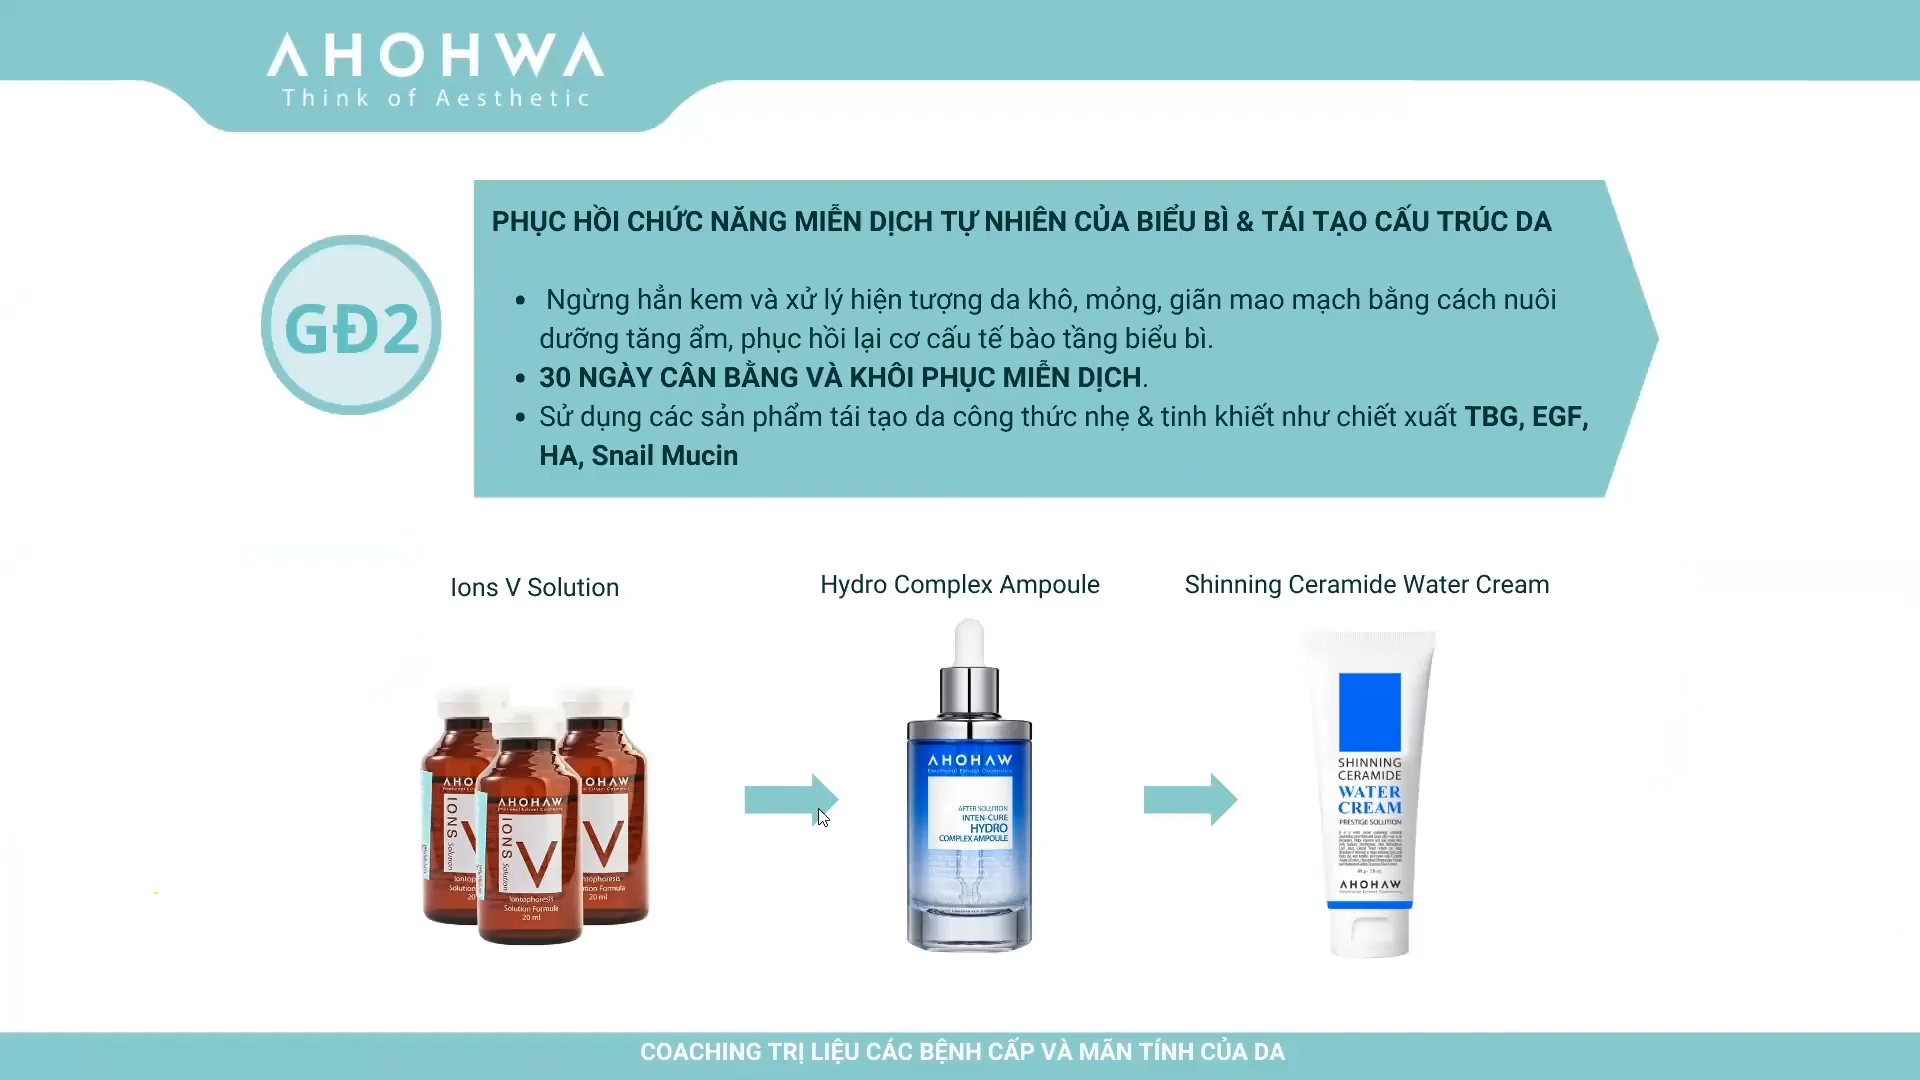 AHOHWA
Think of Aesthetic
GĐ2
PHỤC HỒI CHỨC NĂNG MIỄN DỊCH TỰ NHIÊN CỦA BIỂU BÌ & TÁI TẠO CẤU TRÚC DA
• Ngừng hẳn kem và xử lý hiện tượng da khô, mỏng, giãn mao mạch bằng cách nuôi
dưỡng tăng ẩm, phục hồi lại cơ cấu tế bào tầng biểu bì.
• 30 NGÀY CÂN BẰNG VÀ KHÔI PHỤC MIỄN DỊCH.
• Sử dụng các sản phẩm tái tạo da công thức nhẹ & tinh khiết như chiết xuất TBG, EGF,
HA, Snail Mucin
Ions V Solution
Hydro Complex Ampoule
Shinning Ceramide Water Cream
AHOHAW
IONS Solution
V
Iontophoresis
Solution Formula
20 ml
AHOHAW
Emotional Extract Cosmetics
AFTER SOLUTION
INTEN-CURE
HYDRO
COMPLEX AMPOULE
SHINNING
CERAMIDE
WATER
CREAM
PRESTIGE SOLUTION
AHOHAW
COACHING TRỊ LIỆU CÁC BỆNH CẤP VÀ MÃN TÍNH CỦA DA